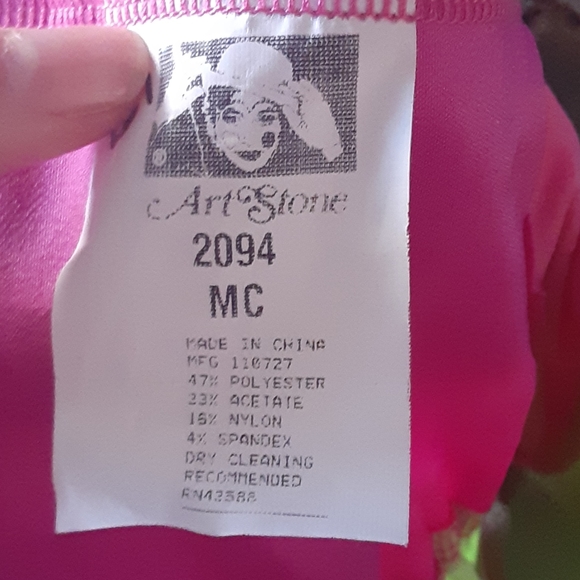 Art Stone
2094
MC
MADE IN CHINA
MFG 110727
47% POLYESTER
33% ACETATE
16% NYLON
4% SPANDEX
DRY CLEANING
RECOMMENDED
RN43588